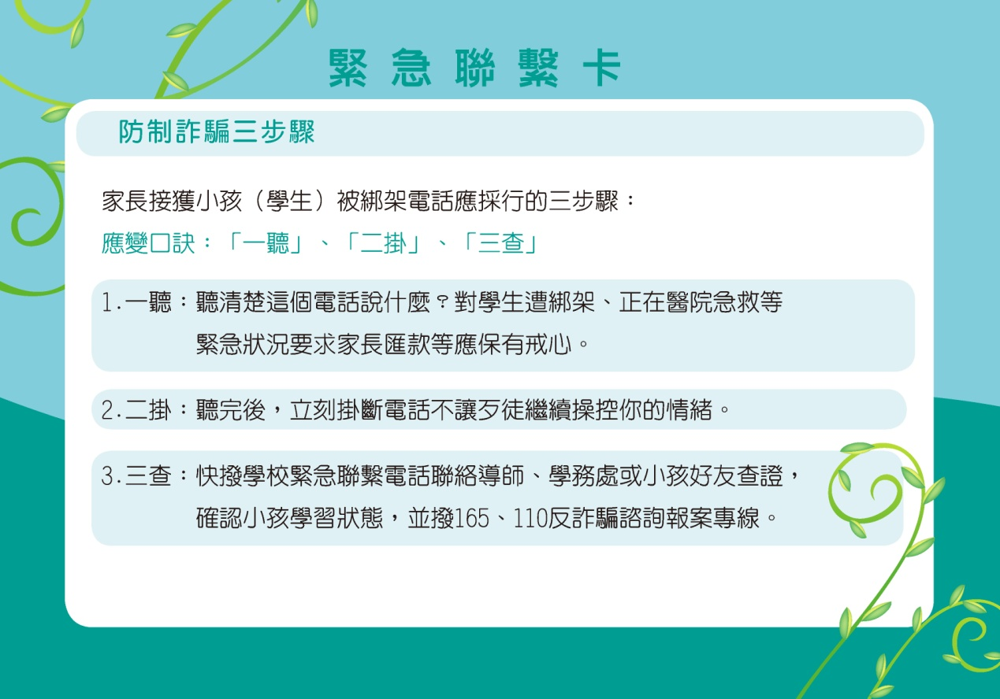 緊急聯繫卡
防制詐騙三步驟
家長接獲小孩（學生）被綁架電話應採行的三步驟：
應變口訣：「一聽」、「二掛」、「三查」
1.一聽：聽清楚這個電話說什麼？對學生遭綁架、正在醫院急救等
緊急狀況要求家長匯款等應保有戒心。
2.二掛：聽完後，立刻掛斷電話不讓歹徒繼續操控你的情緒。
3.三查：快撥學校緊急聯繫電話聯絡導師、學務處或小孩好友查證，
確認小孩學習狀態，並撥165、110反詐騙諮詢報案專線。